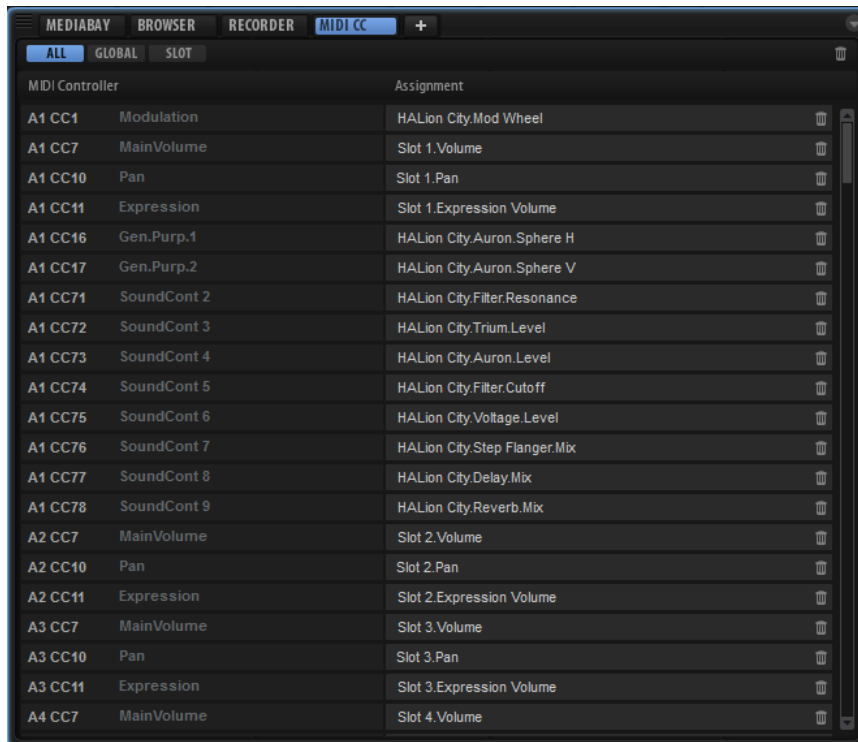 MEDIABAY BROWSER RECORDER MIDI CC +
ALL GLOBAL SLOT
MIDI Controller Assignment
A1 CC1 Modulation HALion City.Mod Wheel
A1 CC7 MainVolume Slot 1.Volume
A1 CC10 Pan Slot 1.Pan
A1 CC11 Expression Slot 1.Expression Volume
A1 CC16 Gen.Purp.1 HALion City.Auron.Sphere H
A1 CC17 Gen.Purp.2 HALion City.Auron.Sphere V
A1 CC71 SoundCont 2 HALion City.Filter.Resonance
A1 CC72 SoundCont 3 HALion City.Trium.Level
A1 CC73 SoundCont 4 HALion City.Auron.Level
A1 CC74 SoundCont 5 HALion City.Filter.Cutoff
A1 CC75 SoundCont 6 HALion City.Voltage.Level
A1 CC76 SoundCont 7 HALion City.Step Flanger.Mix
A1 CC77 SoundCont 8 HALion City.Delay.Mix
A1 CC78 SoundCont 9 HALion City.Reverb.Mix
A2 CC7 MainVolume Slot 2.Volume
A2 CC10 Pan Slot 2.Pan
A2 CC11 Expression Slot 2.Expression Volume
A3 CC7 MainVolume Slot 3.Volume
A3 CC10 Pan Slot 3.Pan
A3 CC11 Expression Slot 3.Expression Volume
A4 CC7 MainVolume Slot 4.Volume